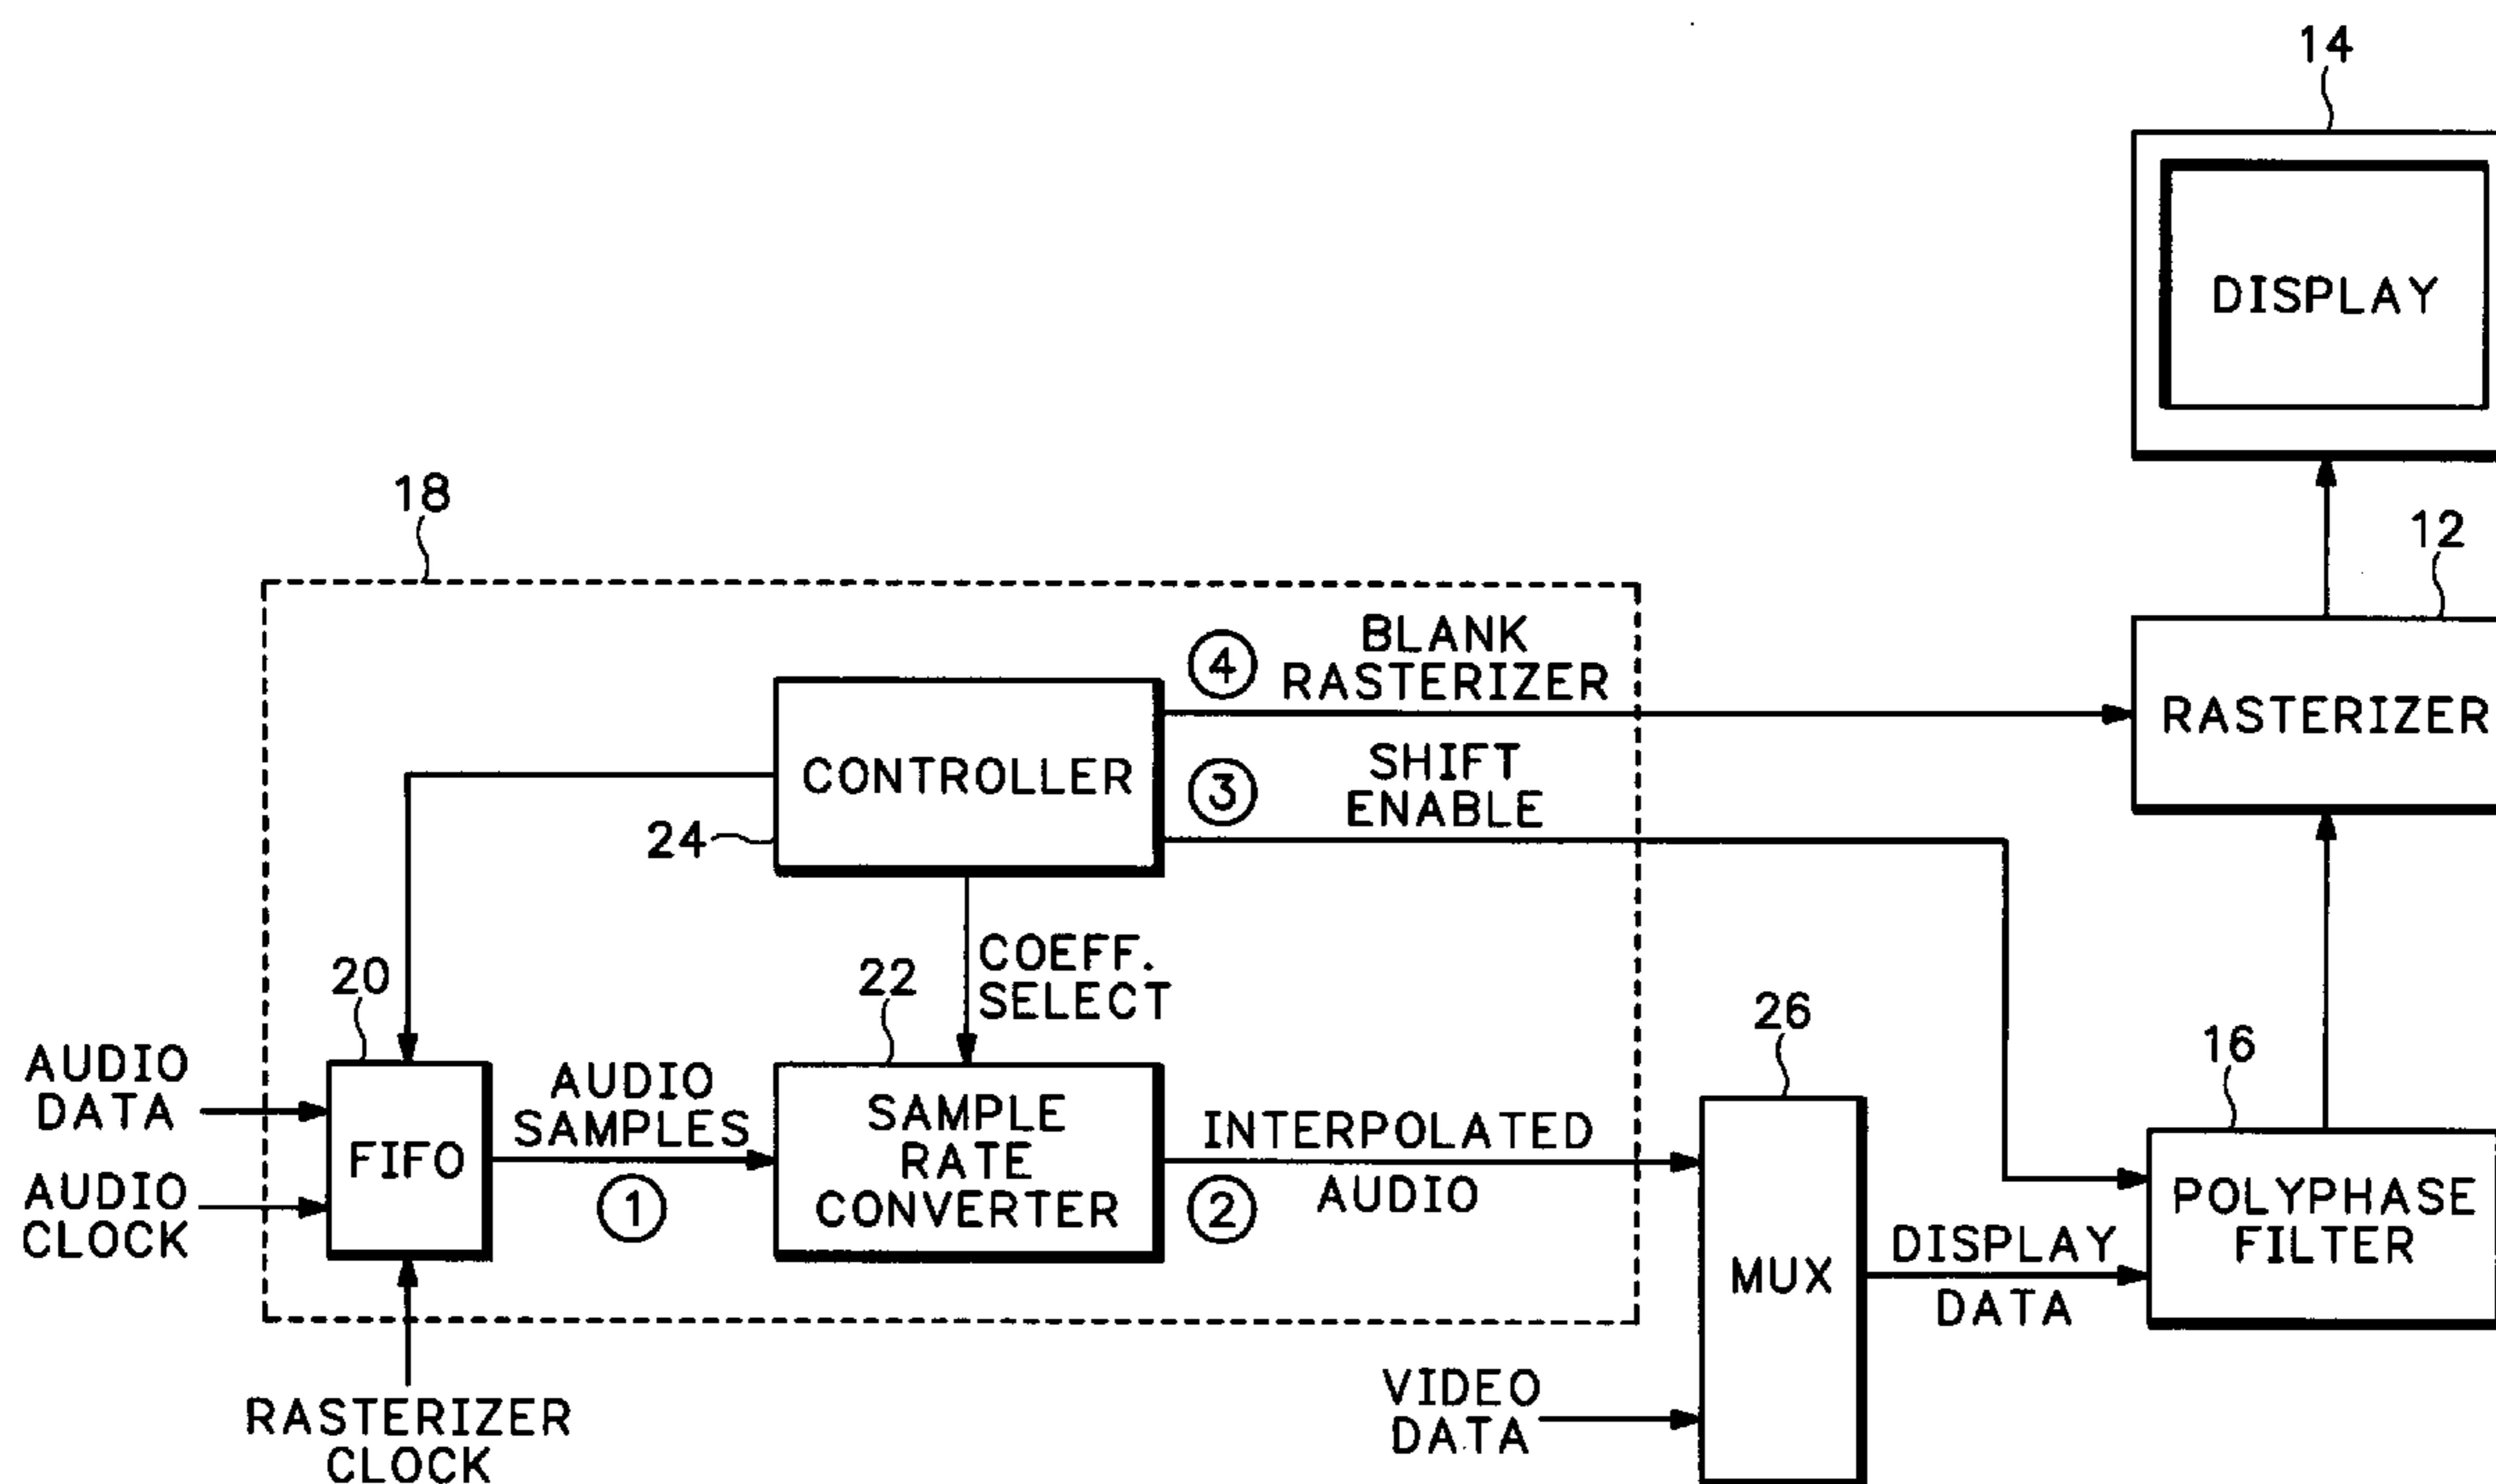 14
DISPLAY
18
12
BLANK
RASTERIZER
4
RASTERIZER
CONTROLLER
SHIFT
ENABLE
3
24
COEFF.
SELECT
20
22
26
16
AUDIO
DATA
AUDIO
SAMPLES
1
SAMPLE
RATE
CONVERTER
INTERPOLATED
AUDIO
2
FIFO
AUDIO
CLOCK
POLYPHASE
FILTER
DISPLAY
DATA
MUX
VIDEO
DATA
RASTERIZER
CLOCK